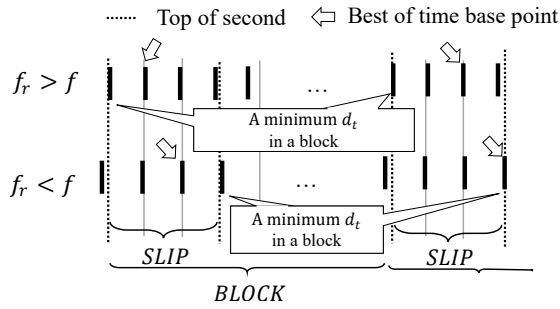 Top of second Best of time base point
f_r > f
...
A minimum d_t
in a block
f_r < f
...
A minimum d_t
in a block
SLIP SLIP
BLOCK